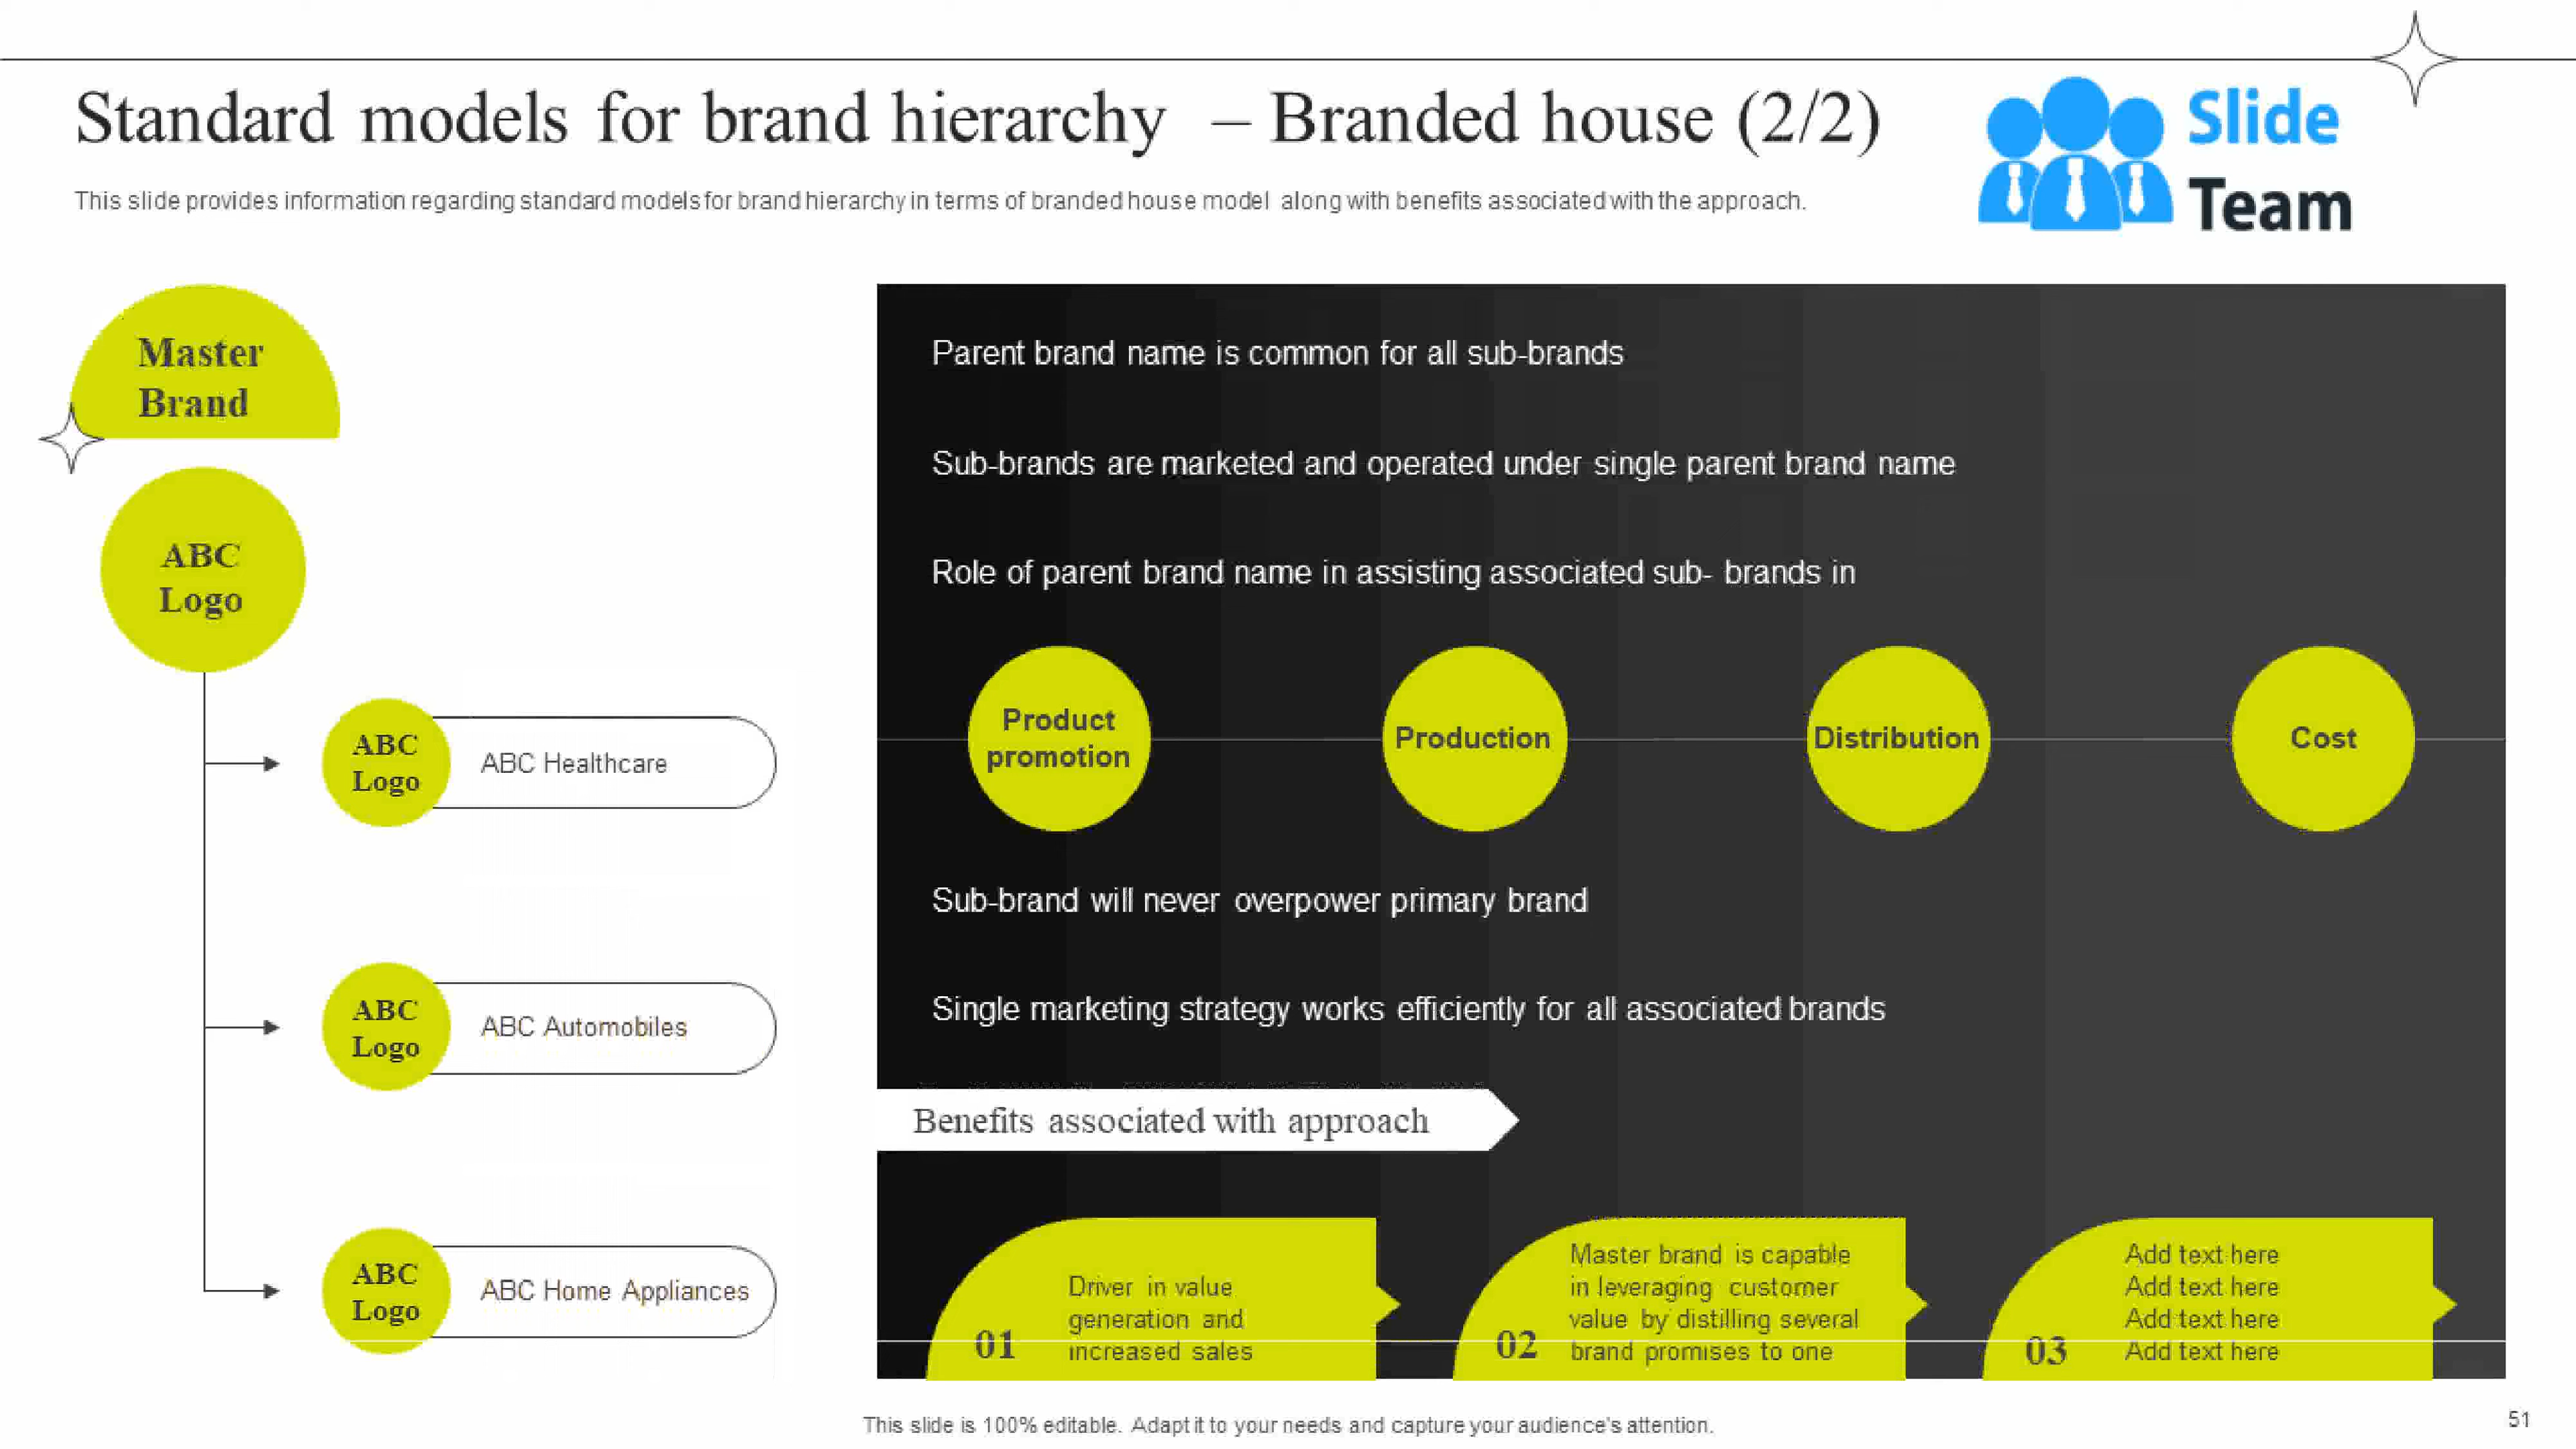 Standard models for brand hierarchy – Branded house (2/2)
Slide
Team
This slide provides information regarding standard models for brand hierarchy in terms of branded house model along with benefits associated with the approach.
Master
Brand
ABC
Logo
ABC
Logo
ABC Healthcare
ABC
Logo
ABC Automobiles
ABC
Logo
ABC Home Appliances
Parent brand name is common for all sub-brands
Sub-brands are marketed and operated under single parent brand name
Role of parent brand name in assisting associated sub- brands in
Product
promotion
Production
Distribution
Cost
Sub-brand will never overpower primary brand
Single marketing strategy works efficiently for all associated brands
Benefits associated with approach
01
Driver in value
generation and
increased sales
02
Master brand is capable
in leveraging customer
value by distilling several
brand promises to one
03
Add text here
Add text here
Add text here
Add text here
This slide is 100% editable. Adapt it to your needs and capture your audience's attention.
51